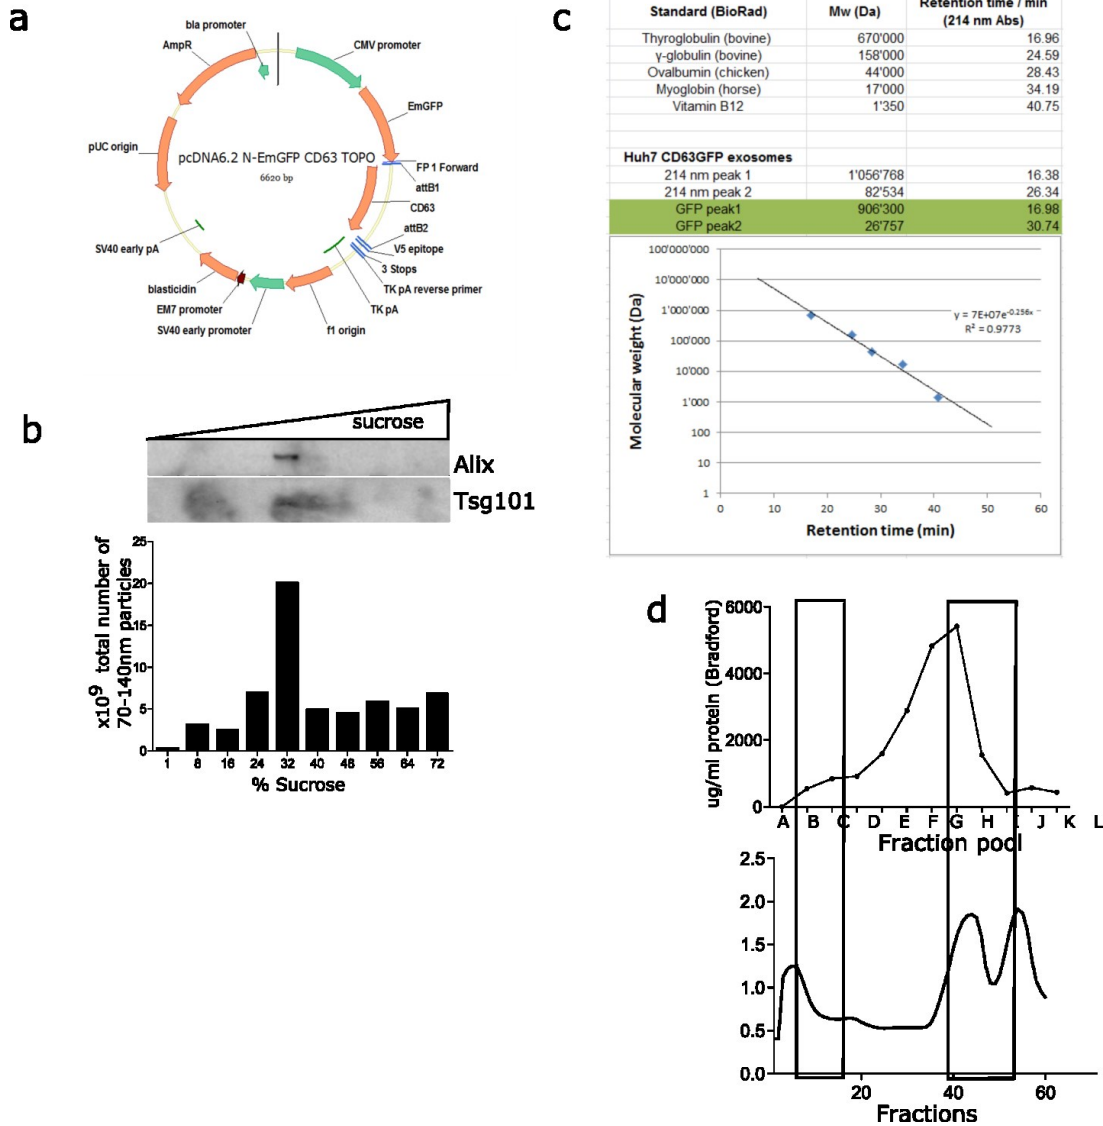 a
bla promoter
AmpR
CMV promoter
EmGFP
pUC origin
pcDNA6.2 N-EmGFP CD63 TOPO
6620 bp
FP 1 Forward
attB1
CD63
attB2
V5 epitope
3 Stops
TK pA reverse primer
TK pA
SV40 early pA
blasticidin
EM7 promoter
SV40 early promoter
f1 origin
b
sucrose
Alix
Tsg101
x10⁹ total number of
70-140nm particles
25
20
15
10
5
0
1 8 16 24 32 40 48 56 64 72
% Sucrose
c
Standard (BioRad) Mw (Da) Retention time / min
(214 nm Abs)
Thyroglobulin (bovine) 670'000 16.96
γ-globulin (bovine) 158'000 24.59
Ovalbumin (chicken) 44'000 28.43
Myoglobin (horse) 17'000 34.19
Vitamin B12 1'350 40.75
Huh7 CD63GFP exosomes
214 nm peak 1 1'056'768 16.38
214 nm peak 2 82'534 26.34
GFP peak1 906'300 16.98
GFP peak2 26'757 30.74
Molecular weight (Da)
100'000'000
10'000'000
1'000'000
100'000
10'000
1'000
100
10
1
y = 7E+07e^-0.256x
R² = 0.9773
0 10 20 30 40 50 60
Retention time (min)
d
ug/ml protein (Bradford)
6000
4000
2000
0
A B C D E F G H I J K L
Fraction pool
2.5
2.0
1.5
1.0
0.5
0.0
20 40 60
Fractions